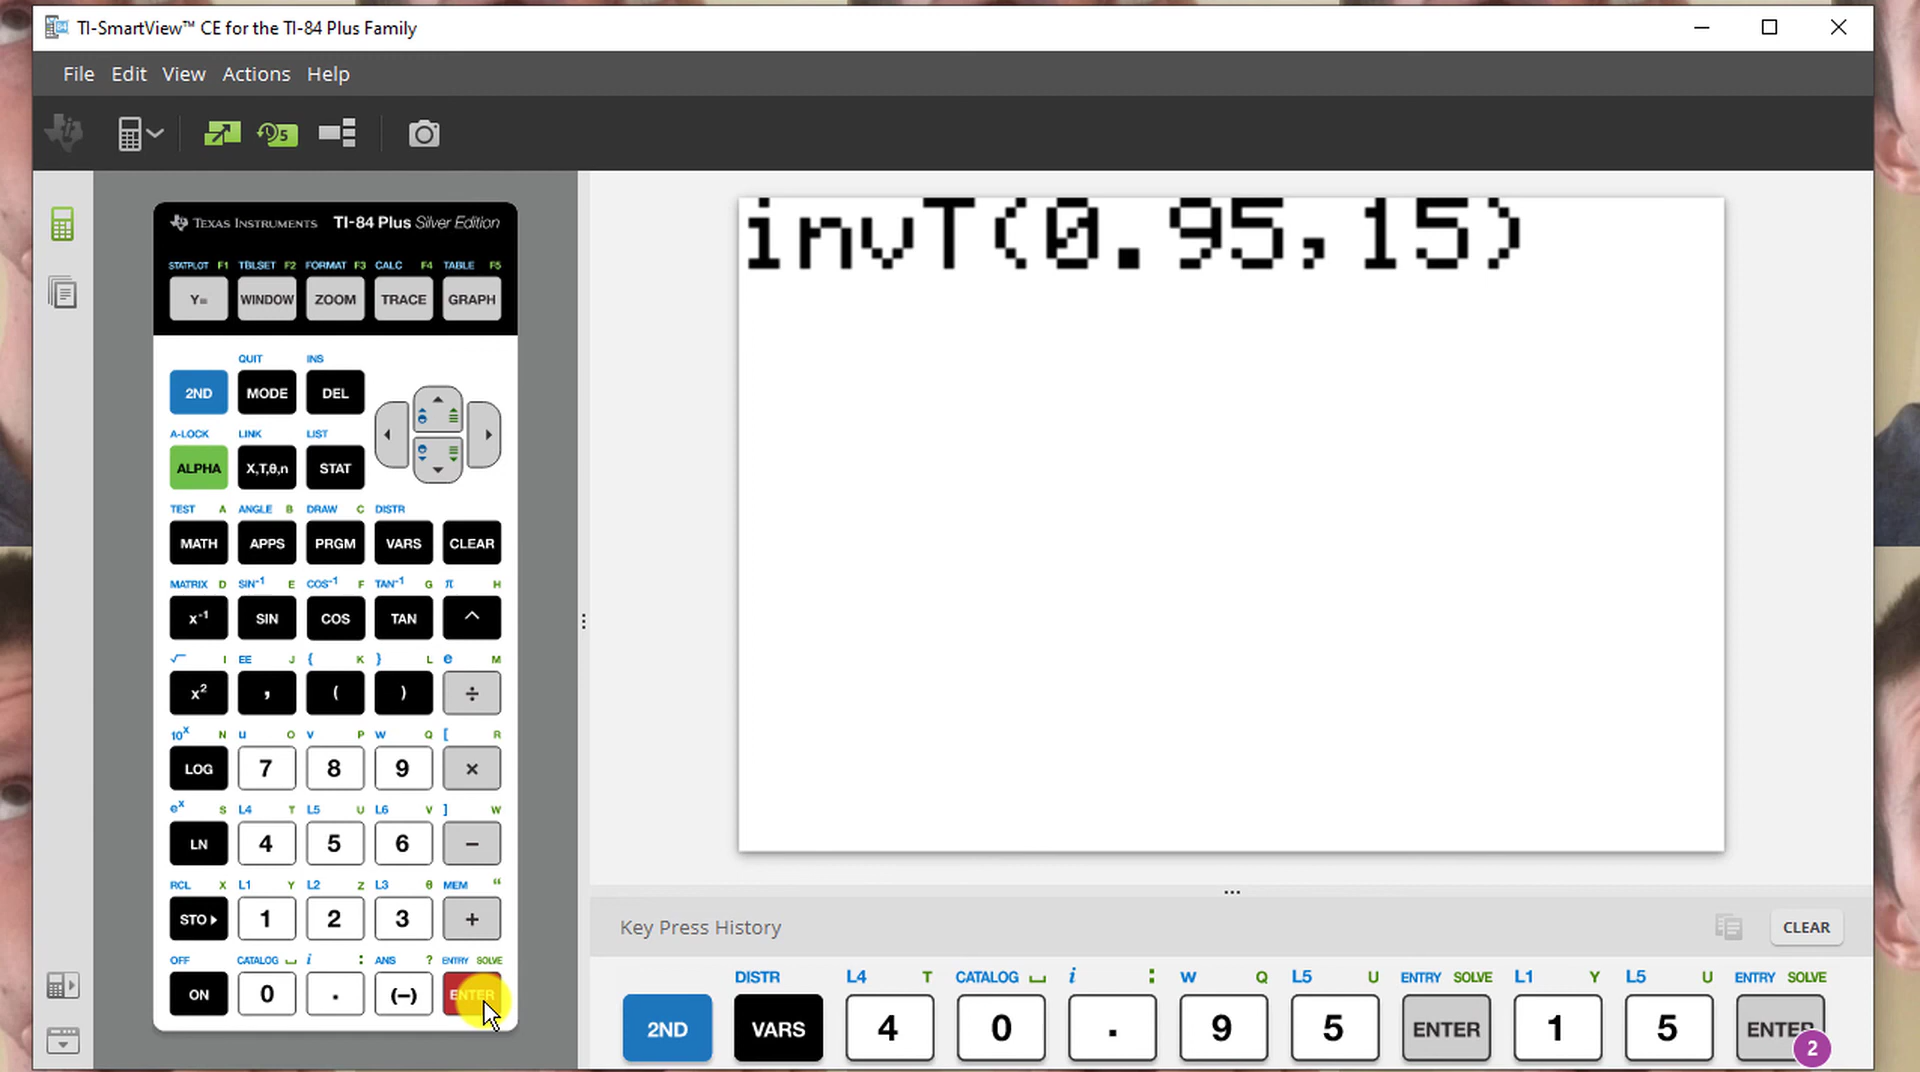 TI-SmartView™ CE for the TI-84 Plus Family
File Edit View Actions Help
5
TEXAS INSTRUMENTS TI-84 Plus Silver Edition
STATPLOT F1 TBLSET F2 FORMAT F3 CALC F4 TABLE F5
Y= WINDOW ZOOM TRACE GRAPH
QUIT INS
2ND MODE DEL
A-LOCK LINK LIST
ALPHA X,T,θ,n STAT
TEST A ANGLE B DRAW C DISTR
MATH APPS PRGM VARS CLEAR
MATRIX D SIN⁻¹ E COS⁻¹ F TAN⁻¹ G π H
x⁻¹ SIN COS TAN ^
√ I EE J { K } L e M
x² , ( ) ÷
10ˣ N u O v P w Q [ R
LOG 7 8 9 ×
eˣ S L4 T L5 U L6 V ] W
LN 4 5 6 −
RCL X L1 Y L2 Z L3 θ MEM “
STO▸ 1 2 3 +
OFF CATALOG ⎵ i : ANS ? ENTRY SOLVE
ON 0 . (−) ENTER
invT(0.95,15)
Key Press History CLEAR
DISTR L4 T CATALOG ⎵ i : W Q L5 U ENTRY SOLVE L1 Y L5 U ENTRY SOLVE
2ND VARS 4 0 . 9 5 ENTER 1 5 ENTER
2